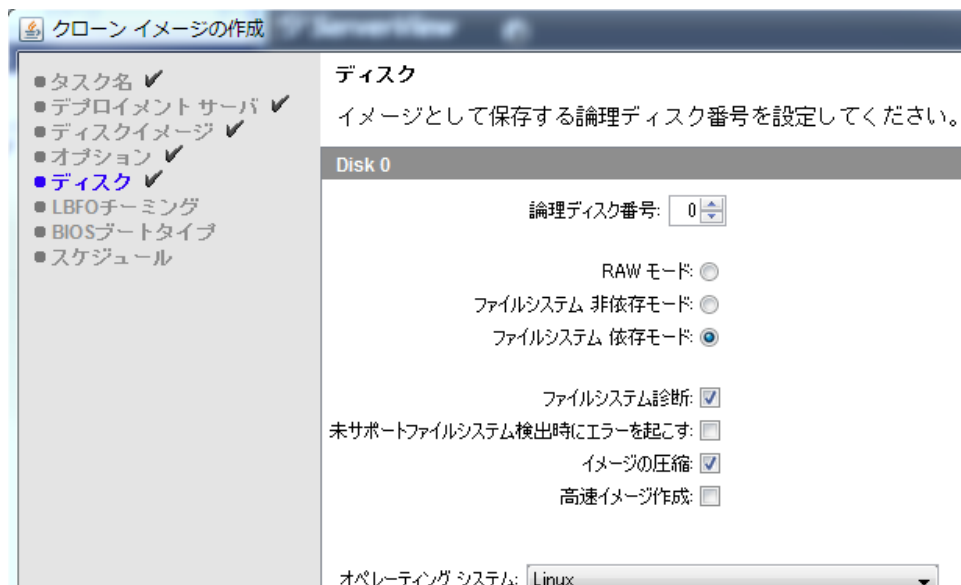 クローン イメージの作成
ServerView
タスク名
デプロイメント サーバ
ディスクイメージ
オプション
ディスク
LBFOチーミング
BIOSブートタイプ
スケジュール
ディスク
イメージとして保存する論理ディスク番号を設定してください。
Disk 0
論理ディスク番号: 0
RAW モード:
ファイルシステム 非依存モード:
ファイルシステム 依存モード:
ファイルシステム診断:
未サポートファイルシステム検出時にエラーを起こす:
イメージの圧縮:
高速イメージ作成:
オペレーティング システム: Linux